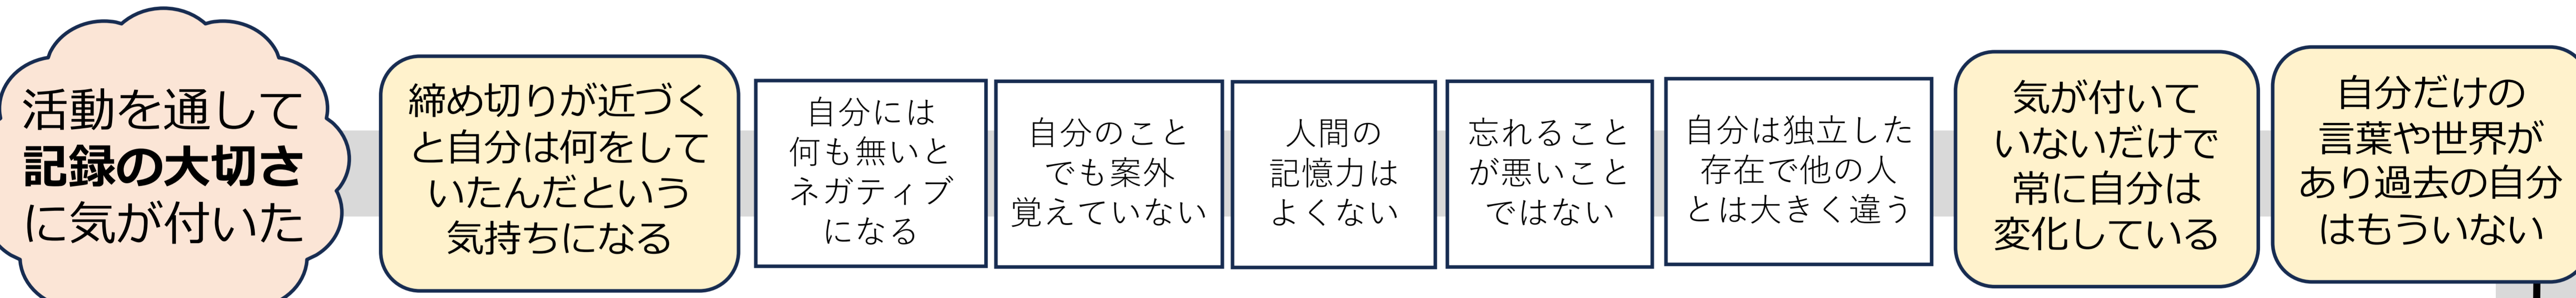 活動を通して
記録の大切さ
に気が付いた
締め切りが近づく
と自分は何をして
いたんだという
気持ちになる
自分には
何も無いと
ネガティブ
になる
自分のこと
でも案外
覚えていない
人間の
記憶力は
よくない
忘れること
が悪いこと
ではない
自分は独立した
存在で他の人
とは大きく違う
気が付いて
いないだけで
常に自分は
変化している
自分だけの
言葉や世界が
あり過去の自分
はもういない